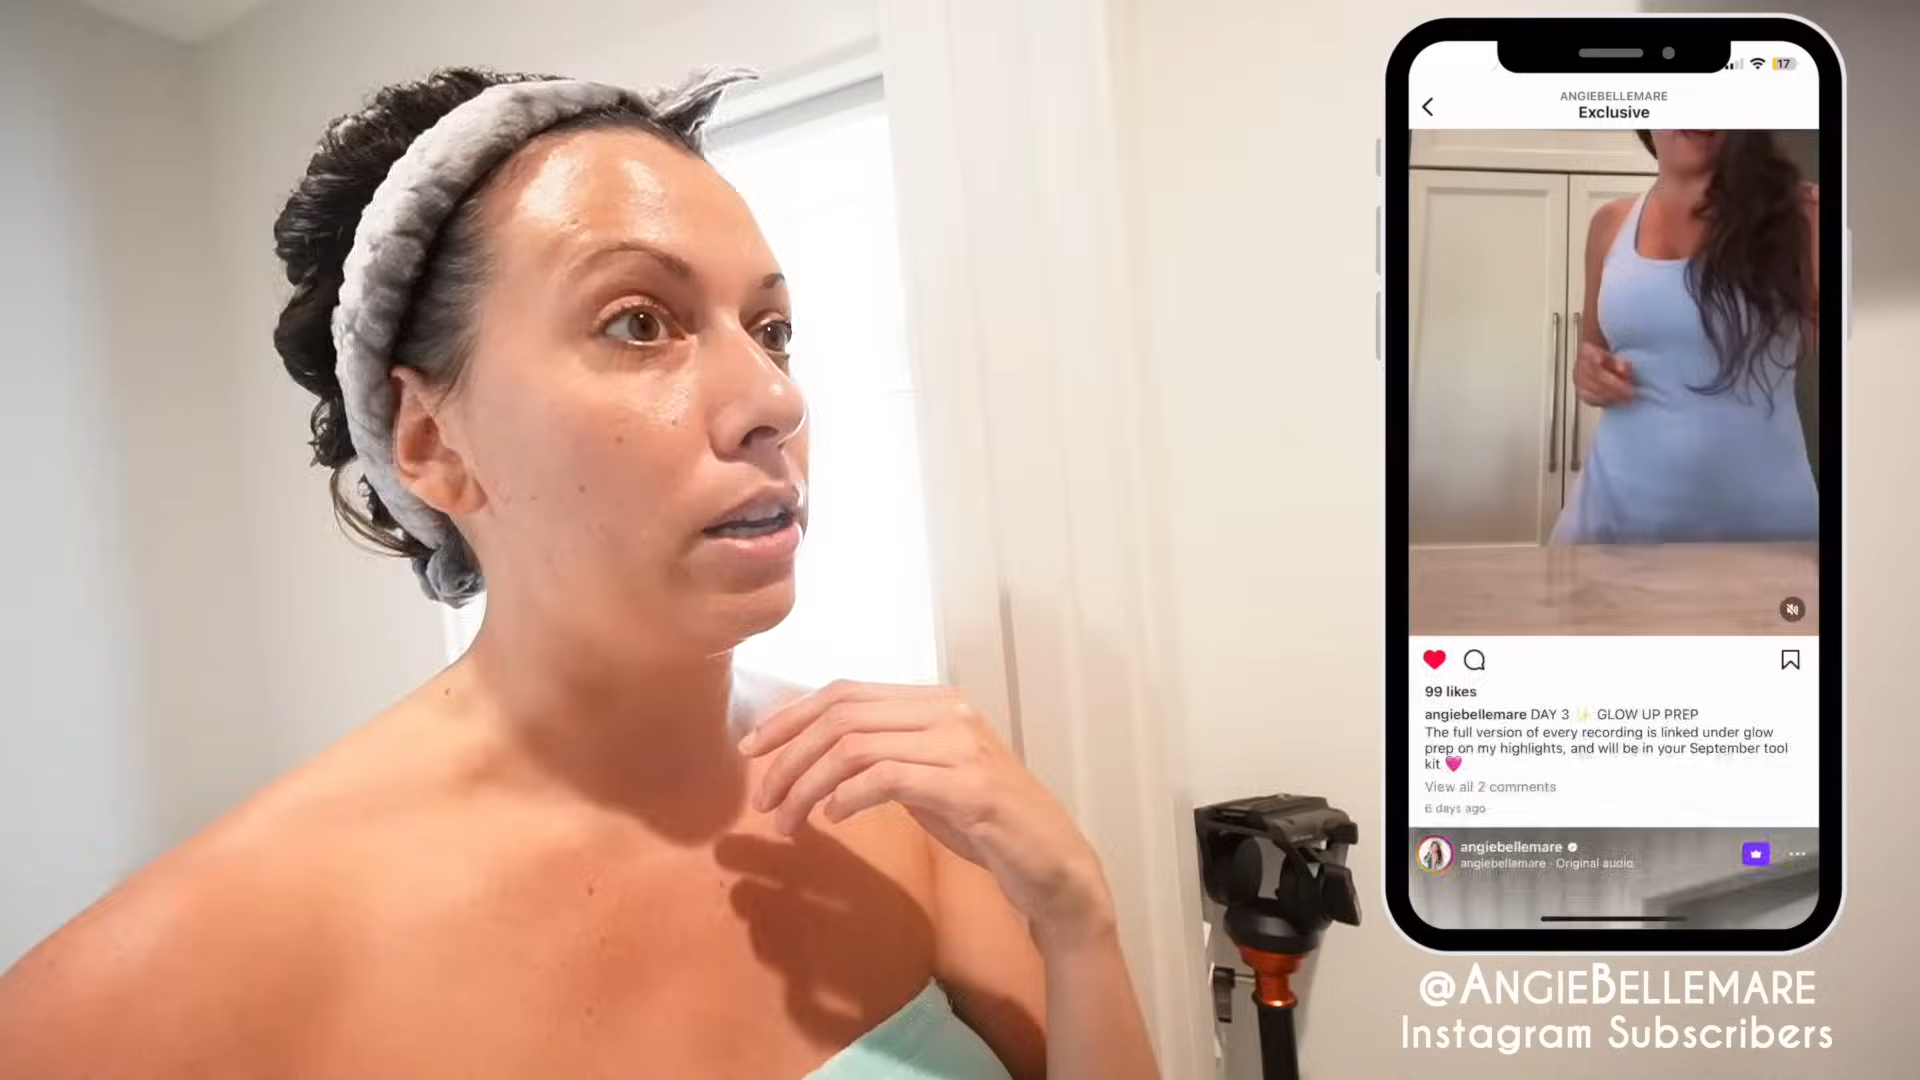 17
ANGIEBELLEMARE
Exclusive
99 likes
angiebellemare DAY 3 ✨ GLOW UP PREP
The full version of every recording is linked under glow
prep on my highlights, and will be in your September tool
kit 💗
View all 2 comments
6 days ago
angiebellemare
angiebellemare · Original audio
@ANGIEBELLEMARE
Instagram Subscribers